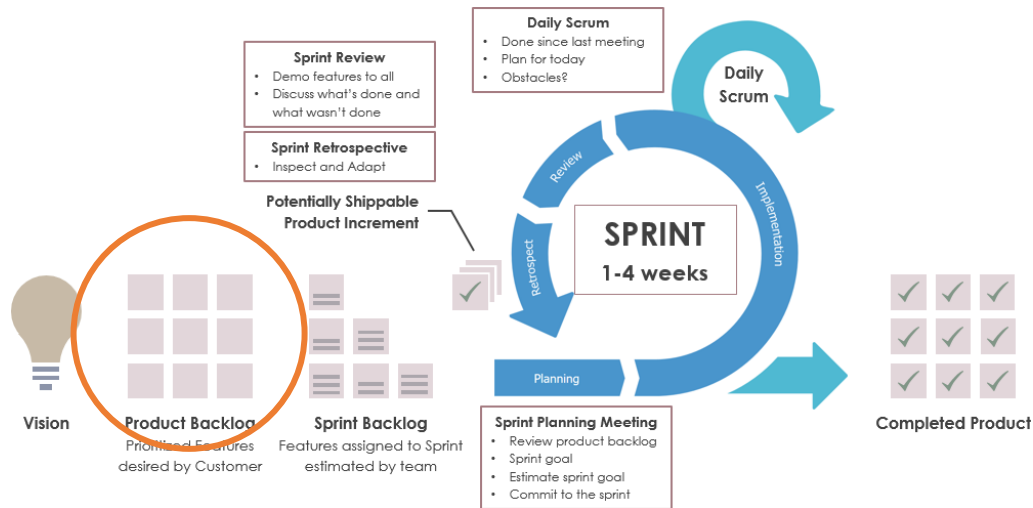 Daily Scrum
• Done since last meeting
• Plan for today
• Obstacles?
Sprint Review
• Demo features to all
• Discuss what's done and
what wasn't done
Daily
Scrum
Sprint Retrospective
• Inspect and Adapt
Potentially Shippable
Product Increment
Review
Retrospect
SPRINT
1-4 weeks
Implementation
Planning
Vision
Product Backlog
Prioritized Features
desired by Customer
Sprint Backlog
Features assigned to Sprint
estimated by team
Sprint Planning Meeting
• Review product backlog
• Sprint goal
• Estimate sprint goal
• Commit to the sprint
Completed Product